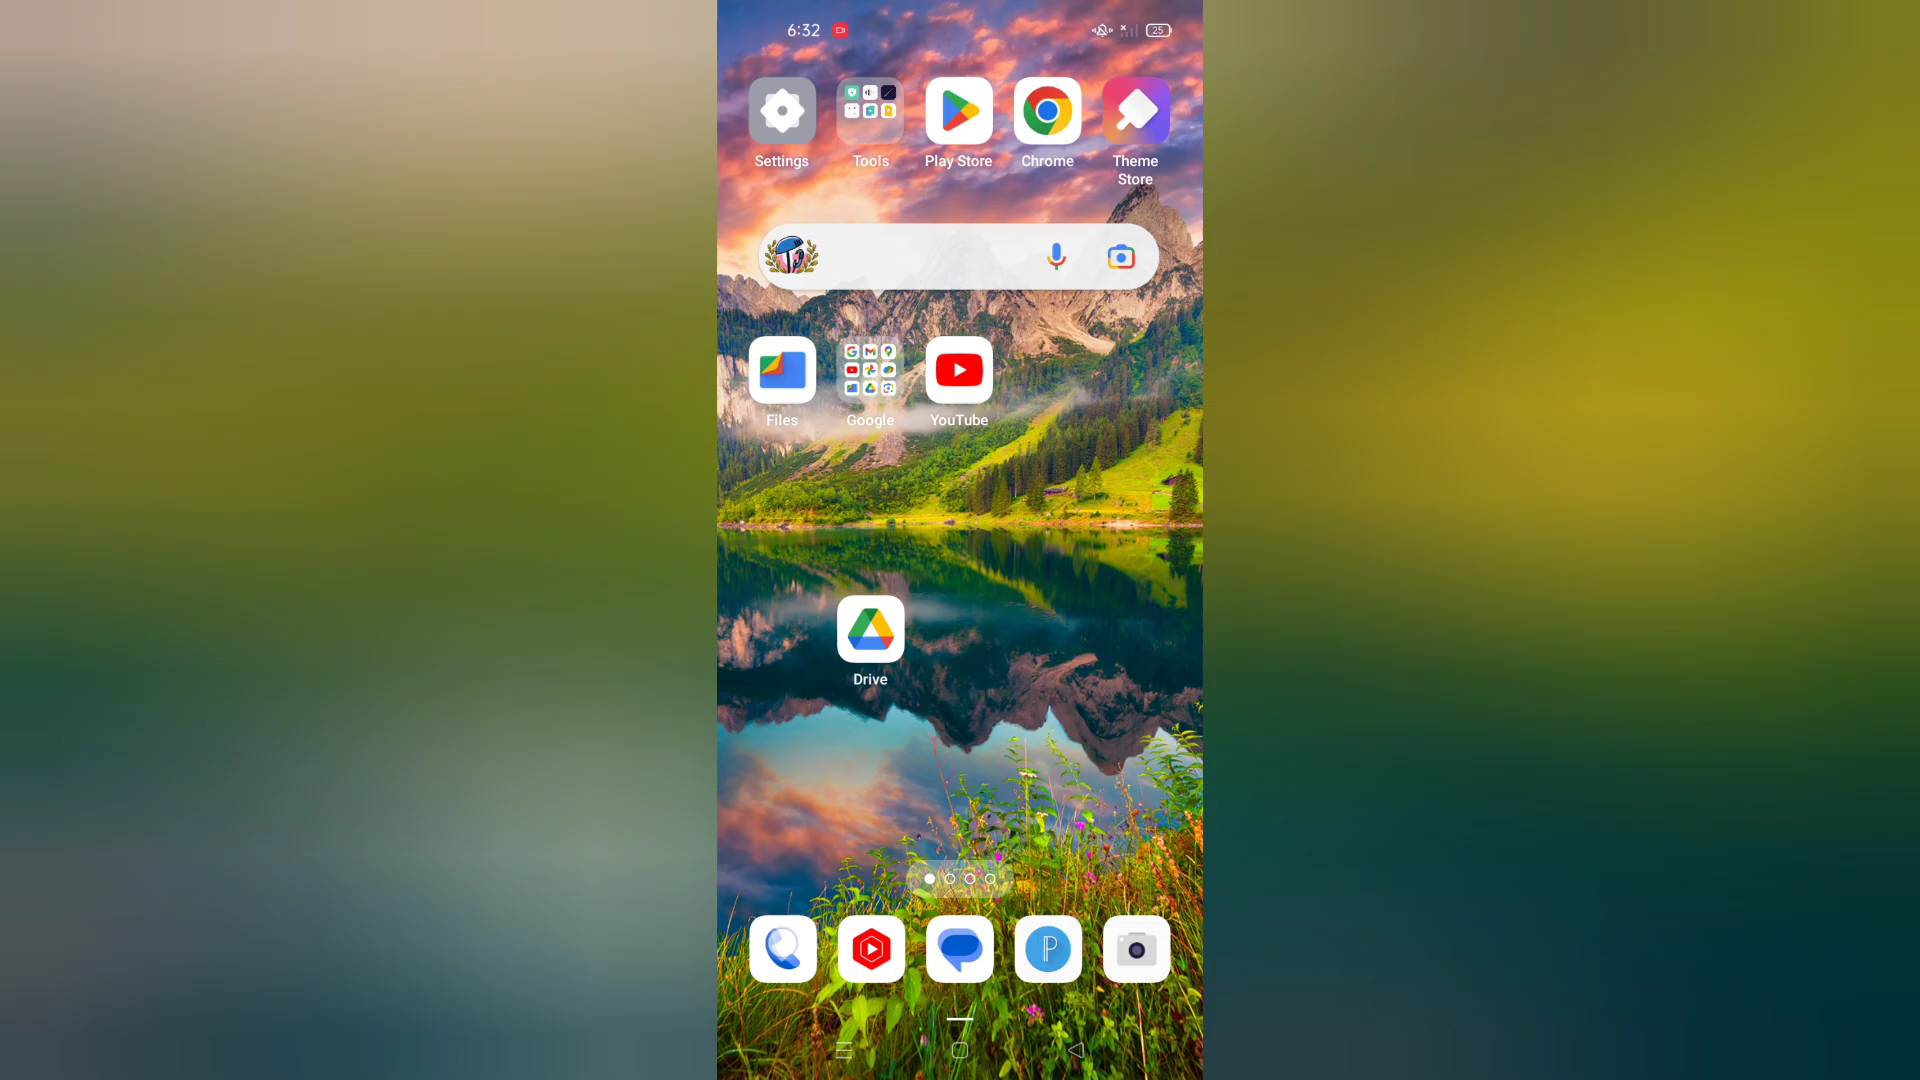 6:32
25
Settings
Tools
Play Store
Chrome
Theme
Store
Files
Google
YouTube
Drive
P